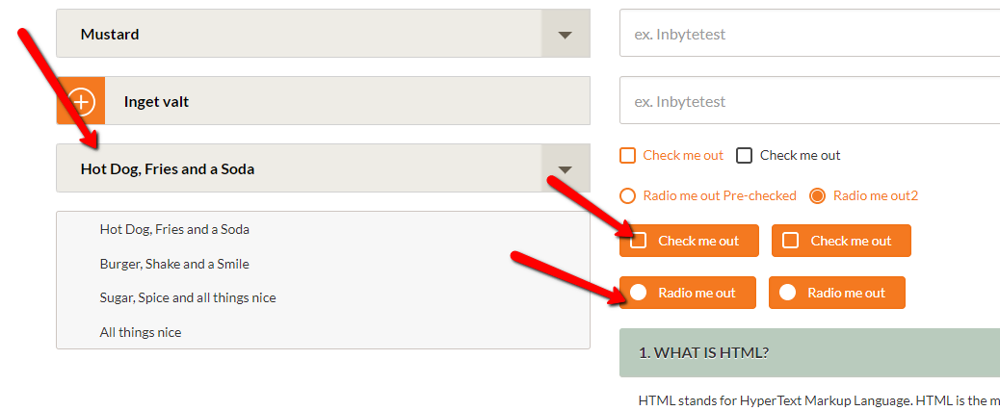 Mustard
Inget valt
Hot Dog, Fries and a Soda
Hot Dog, Fries and a Soda
Burger, Shake and a Smile
Sugar, Spice and all things nice
All things nice
ex. Inbytetest
ex. Inbytetest
Check me out Check me out
Radio me out Pre-checked Radio me out2
Check me out Check me out
Radio me out Radio me out
1. WHAT IS HTML?
HTML stands for HyperText Markup Language. HTML is the m